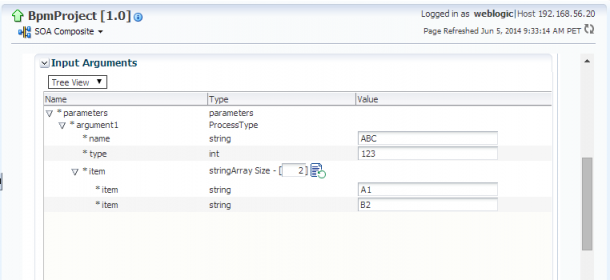 BpmProject [1.0]
Logged in as weblogic|Host 192.168.56.20
SOA Composite
Page Refreshed Jun 5, 2014 9:33:14 AM PET
Input Arguments
Tree View
Name Type Value
* parameters parameters
* argument1 ProcessType
* name string ABC
* type int 123
* item stringArray Size - [ 2 ]
* item string A1
* item string B2